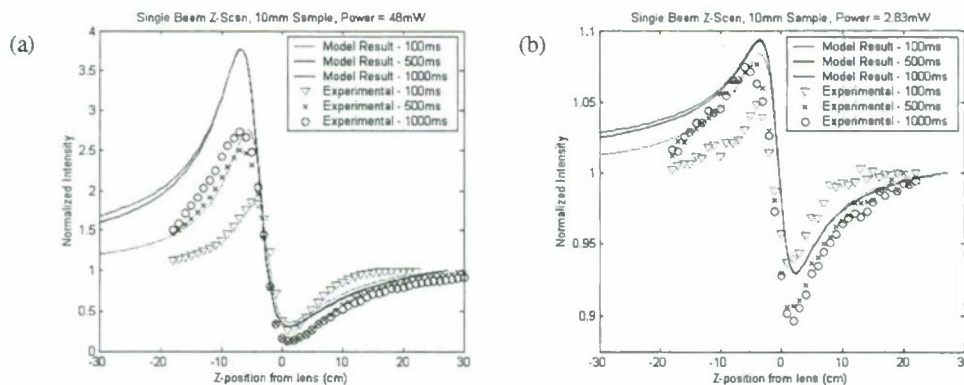 (a)
Single Beam Z-Scan, 10mm Sample, Power = 48mW
Normalized Intensity
4
3.5
3
2.5
2
1.5
1
0.5
0
Model Result - 100ms
Model Result - 500ms
Model Result - 1000ms
Experimental - 100ms
Experimental - 500ms
Experimental - 1000ms
-30 -20 -10 0 10 20 30
Z-position from lens (cm)
(b)
Single Beam Z-Scan, 10mm Sample, Power = 2.83mW
Normalized Intensity
1.1
1.05
1
0.95
0.9
Model Result - 100ms
Model Result - 500ms
Model Result - 1000ms
Experimental - 100ms
Experimental - 500ms
Experimental - 1000ms
-30 -20 -10 0 10 20
Z-position from lens (cm)